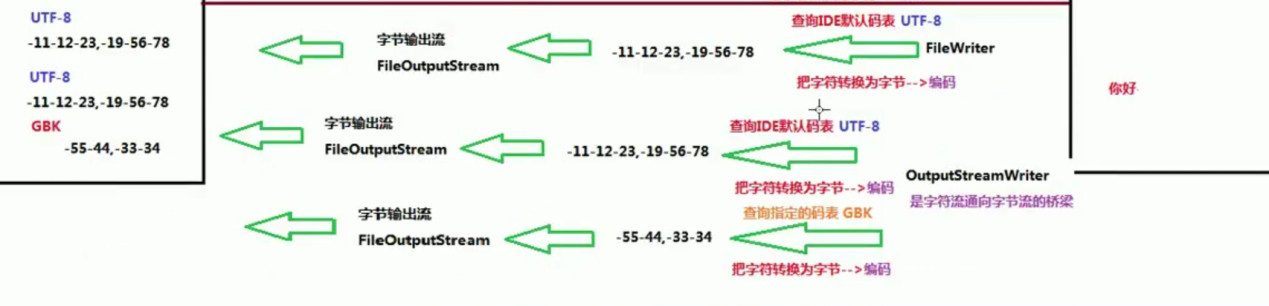 UTF-8
-11-12-23,-19-56-78
UTF-8
-11-12-23,-19-56-78
GBK
-55-44,-33-34
字节输出流
FileOutputStream
-11-12-23,-19-56-78
查询IDE默认码表 UTF-8
FileWriter
把字符转换为字节-->编码
字节输出流
FileOutputStream
-11-12-23,-19-56-78
查询IDE默认码表 UTF-8
把字符转换为字节-->编码
OutputStreamWriter
是字符流通向字节流的桥梁
字节输出流
FileOutputStream
-55-44,-33-34
查询指定的码表 GBK
把字符转换为字节-->编码
你好